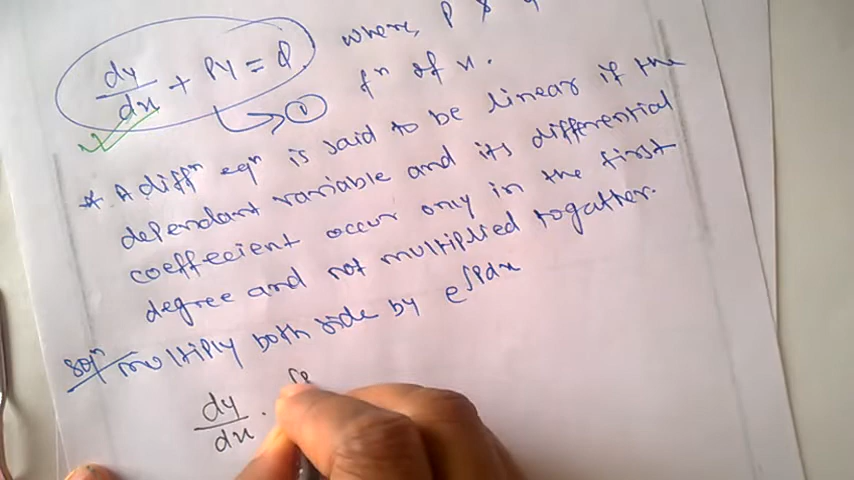 dy/dx + Py = Q where, P &
→ ① fⁿ of x.
* A diffⁿ eqⁿ is said to be linear if the
dependant variable and its differential
coeffecient occur only in the first
degree and not multiplied togather.
Solⁿ multiply both side by e^∫Pdx
dy/dx .